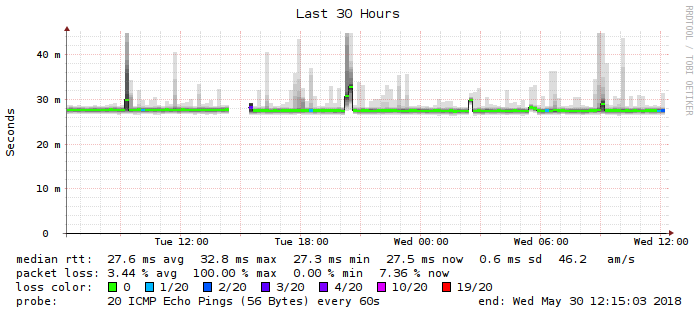 Last 30 Hours
RRDTOOL / TOBI OETIKER
Seconds
40 m
30 m
20 m
10 m
0
Tue 12:00 Tue 18:00 Wed 00:00 Wed 06:00 Wed 12:00
median rtt: 27.6 ms avg 32.8 ms max 27.3 ms min 27.5 ms now 0.6 ms sd 46.2 am/s
packet loss: 3.44 % avg 100.00 % max 0.00 % min 7.36 % now
loss color: 0 1/20 2/20 3/20 4/20 10/20 19/20
probe: 20 ICMP Echo Pings (56 Bytes) every 60s end: Wed May 30 12:15:03 2018